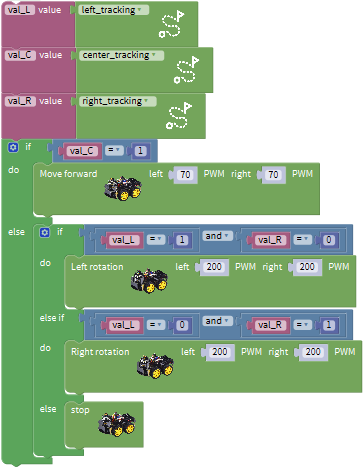 val_L value left_tracking
val_C value center_tracking
val_R value right_tracking
if val_C = 1
do Move forward left 70 PWM right 70 PWM
else if val_L = 1 and val_R = 0
do Left rotation left 200 PWM right 200 PWM
else if val_L = 0 and val_R = 1
do Right rotation left 200 PWM right 200 PWM
else stop